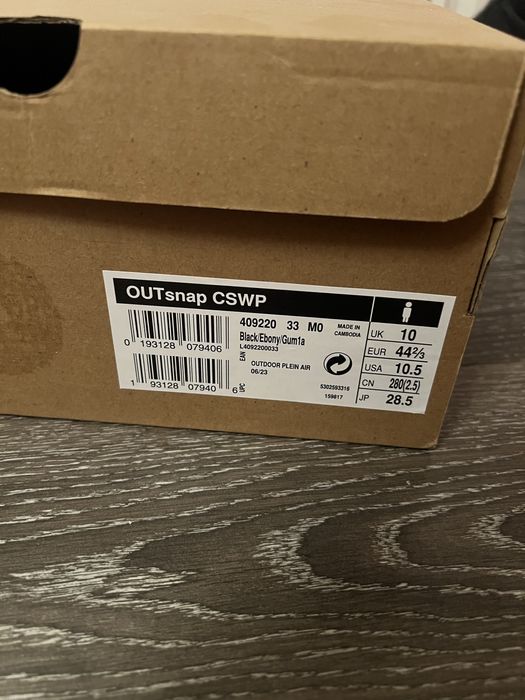 OUTsnap CSWP
409220 33 M0
MADE IN
CAMBODIA
Black/Ebony/Gum1a
L4092200033
0 193128 079406
EAN
OUTDOOR PLEIN AIR
06/23
1 93128 07940 6
UPC
5302593316
159817
UK 10
EUR 44⅔
USA 10.5
CN 280(2.5)
JP 28.5